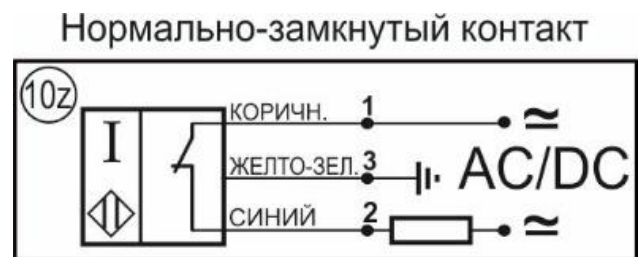 Нормально-замкнутый контакт
10z
I
КОРИЧН. 1 ≃
ЖЕЛТО-ЗЕЛ. 3 AC/DC
СИНИЙ 2 ≃